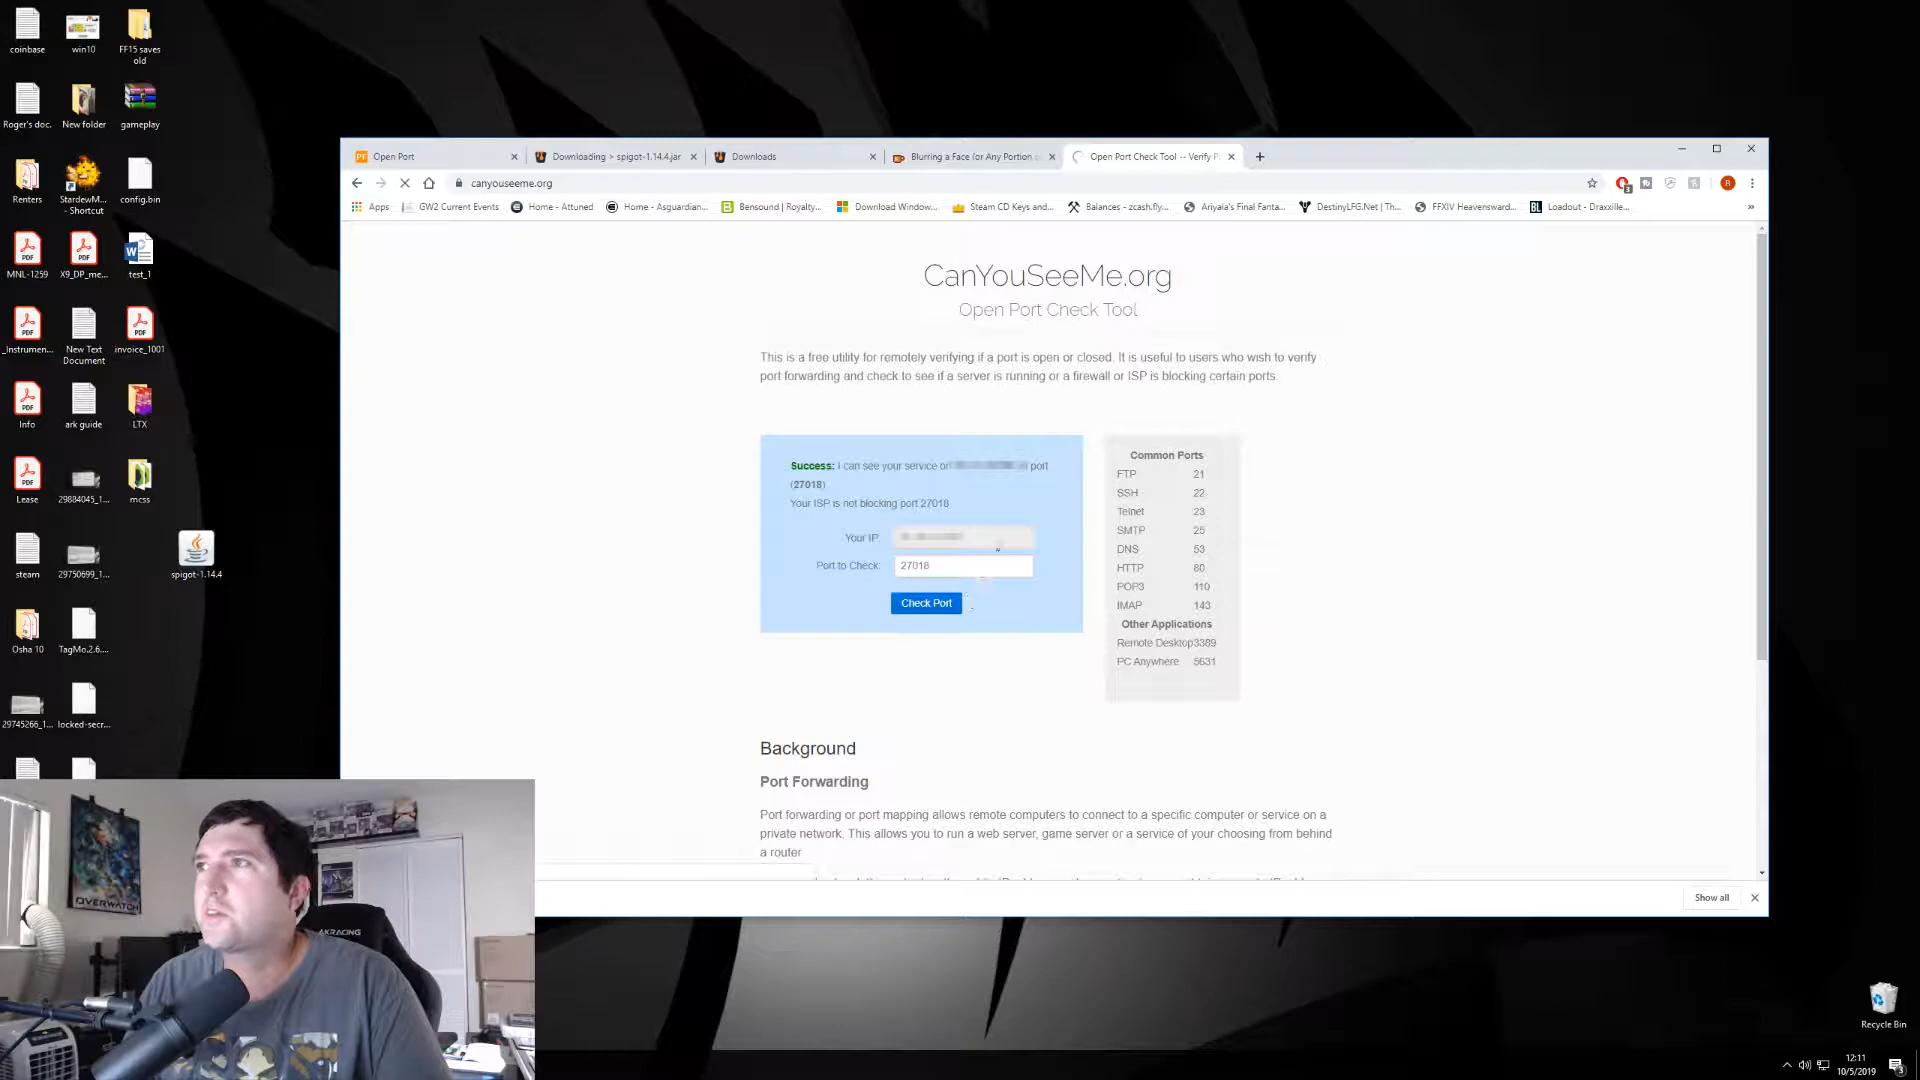 coinbase
win10
FF15 saves
old
Roger's doc.
New folder
gameplay
Renters
StardewM...
- Shortcut
config.bin
MNL-1259
X9_DP_me...
test_1
_Instrumen...
New Text
Document
invoice_1001
Info
ark guide
LTX
Lease
29884045_1...
mcss
steam
29750699_1...
spigot-1.14.4
Osha 10
TagMo.2.6....
29745266_1...
locked-secr...
Open Port
Downloading > spigot-1.14.4.jar
Downloads
Blurring a Face (or Any Portion o
Open Port Check Tool -- Verify P
canyouseeme.org
Apps
GW2 Current Events
Home - Attuned
Home - Asguardian...
Bensound | Royalty...
Download Window...
Steam CD Keys and...
Balances - zcash.fly...
Ariyala's Final Fanta...
DestinyLFG.Net | Th...
FFXIV Heavensward...
Loadout - Draxxille...
CanYouSeeMe.org
Open Port Check Tool
This is a free utility for remotely verifying if a port is open or closed. It is useful to users who wish to verify
port forwarding and check to see if a server is running or a firewall or ISP is blocking certain ports.
Success: I can see your service on port
(27018)
Your ISP is not blocking port 27018
Your IP:
Port to Check: 27018
Check Port
Common Ports
FTP 21
SSH 22
Telnet 23
SMTP 25
DNS 53
HTTP 80
POP3 110
IMAP 143
Other Applications
Remote Desktop3389
PC Anywhere 5631
Background
Port Forwarding
Port forwarding or port mapping allows remote computers to connect to a specific computer or service on a
private network. This allows you to run a web server, game server or a service of your choosing from behind
a router
Show all
OVERWATCH
AKRACING
Recycle Bin
12:11
10/5/2019